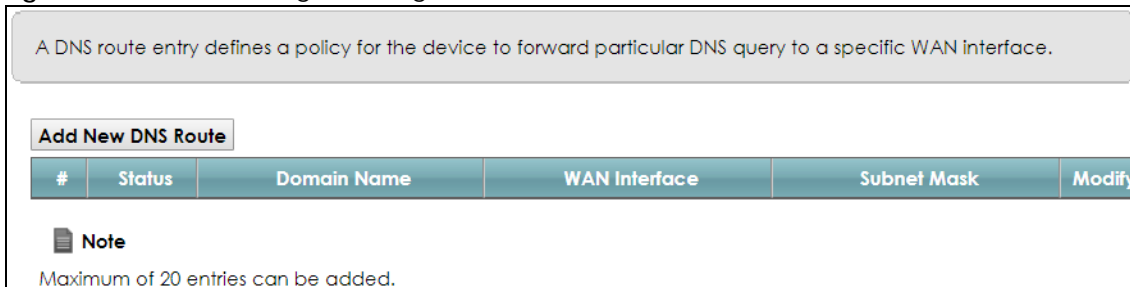 A DNS route entry defines a policy for the device to forward particular DNS query to a specific WAN interface.
Add New DNS Route
# Status Domain Name WAN Interface Subnet Mask Modify
Note
Maximum of 20 entries can be added.